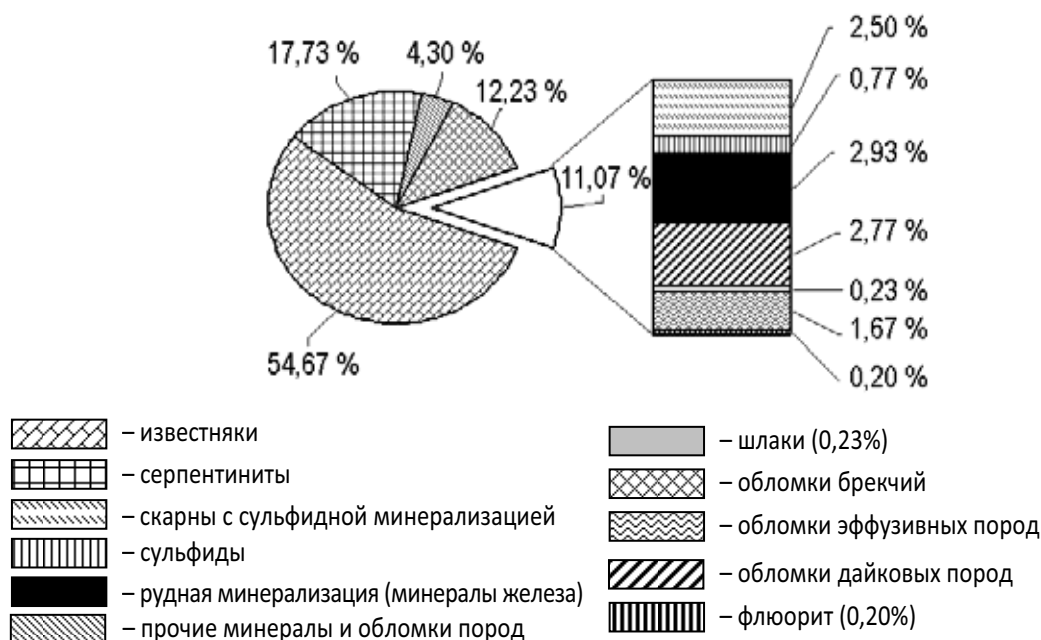 17,73 %
4,30 %
12,23 %
11,07 %
54,67 %
2,50 %
0,77 %
2,93 %
2,77 %
0,23 %
1,67 %
0,20 %
– известняки
– серпентиниты
– скарны с сульфидной минерализацией
– сульфиды
– рудная минерализация (минералы железа)
– прочие минералы и обломки пород
– шлаки (0,23%)
– обломки брекчий
– обломки эффузивных пород
– обломки дайковых пород
– флюорит (0,20%)